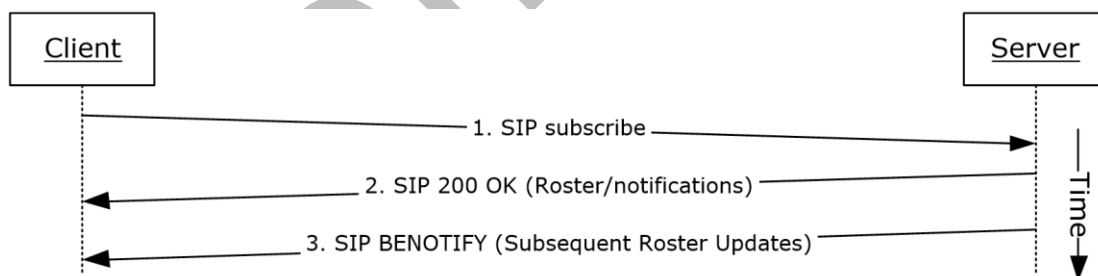 Client
Server
1. SIP subscribe
2. SIP 200 OK (Roster/notifications)
3. SIP BENOTIFY (Subsequent Roster Updates)
Time